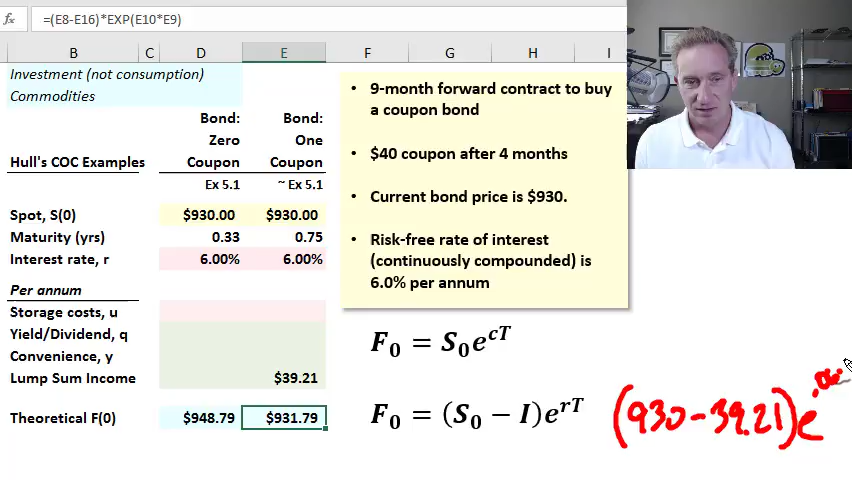 fx =(E8-E16)*EXP(E10*E9)
B C D E F G H I
Investment (not consumption)
Commodities
Bond: Bond:
Zero One
Hull's COC Examples Coupon Coupon
Ex 5.1 ~ Ex 5.1
Spot, S(0) $930.00 $930.00
Maturity (yrs) 0.33 0.75
Interest rate, r 6.00% 6.00%
Per annum
Storage costs, u
Yield/Dividend, q
Convenience, y
Lump Sum Income $39.21
Theoretical F(0) $948.79 $931.79
• 9-month forward contract to buy
a coupon bond
• $40 coupon after 4 months
• Current bond price is $930.
• Risk-free rate of interest
(continuously compounded) is
6.0% per annum
F₀ = S₀e^cT
F₀ = (S₀ − I)e^rT
(930-39.21)e^.06